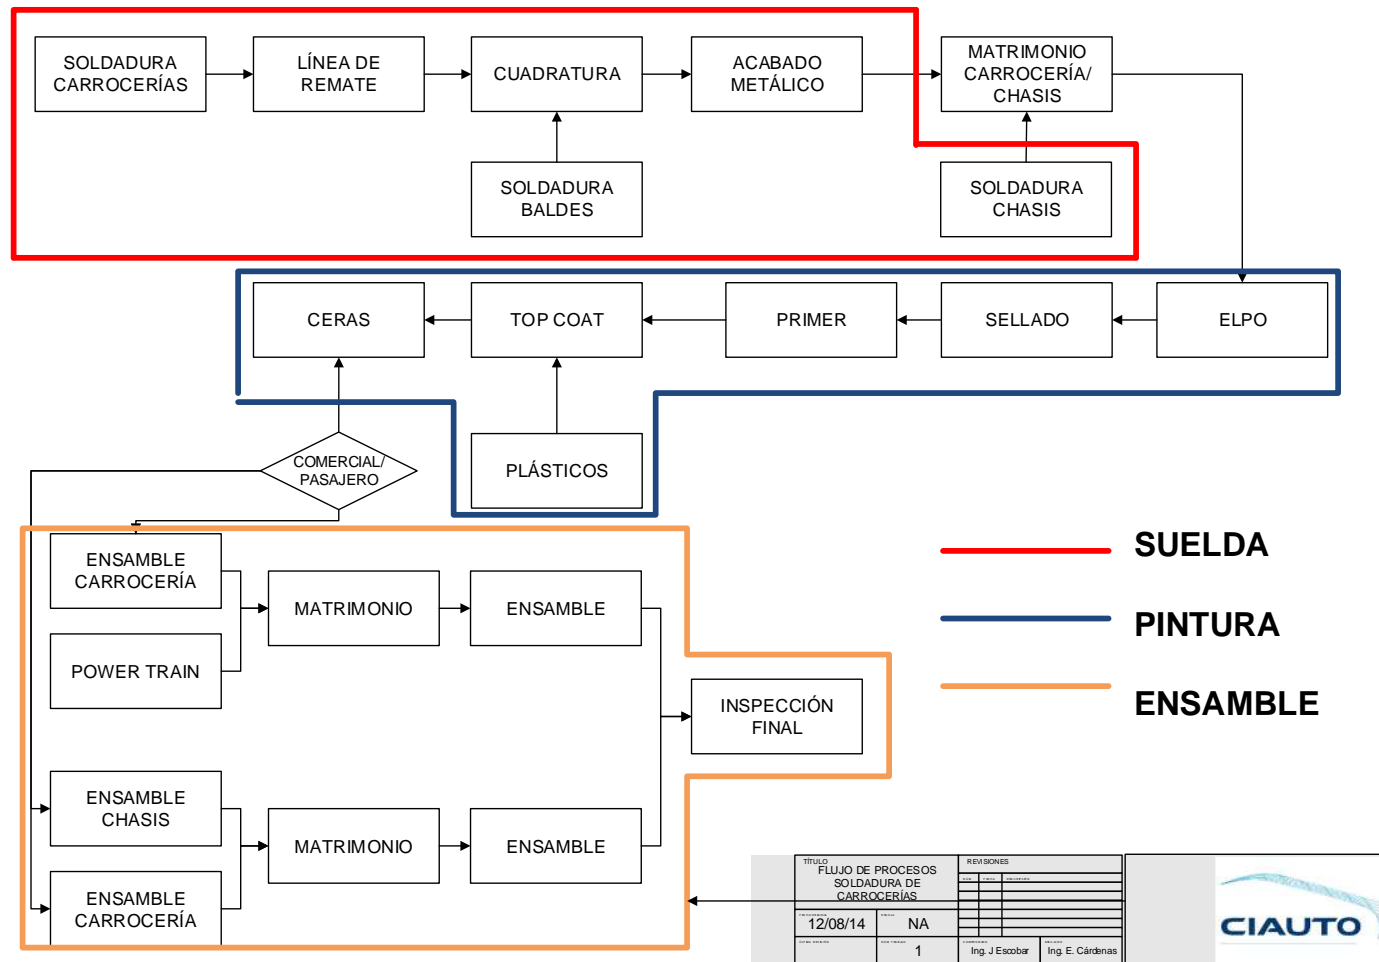 SOLDADURA
CARROCERÍAS
LÍNEA DE
REMATE
CUADRATURA
ACABADO
METÁLICO
MATRIMONIO
CARROCERÍA/
CHASIS
SOLDADURA
BALDES
SOLDADURA
CHASIS
CERAS
TOP COAT
PRIMER
SELLADO
ELPO
COMERCIAL/
PASAJERO
PLÁSTICOS
ENSAMBLE
CARROCERÍA
MATRIMONIO
ENSAMBLE
POWER TRAIN
INSPECCIÓN
FINAL
ENSAMBLE
CHASIS
MATRIMONIO
ENSAMBLE
ENSAMBLE
CARROCERÍA
SUELDA
PINTURA
ENSAMBLE
TÍTULO
FLUJO DE PROCESOS
SOLDADURA DE
CARROCERÍAS
REVISIONES
12/08/14
NA
1
Ing. J Escobar
Ing. E. Cárdenas
CIAUTO